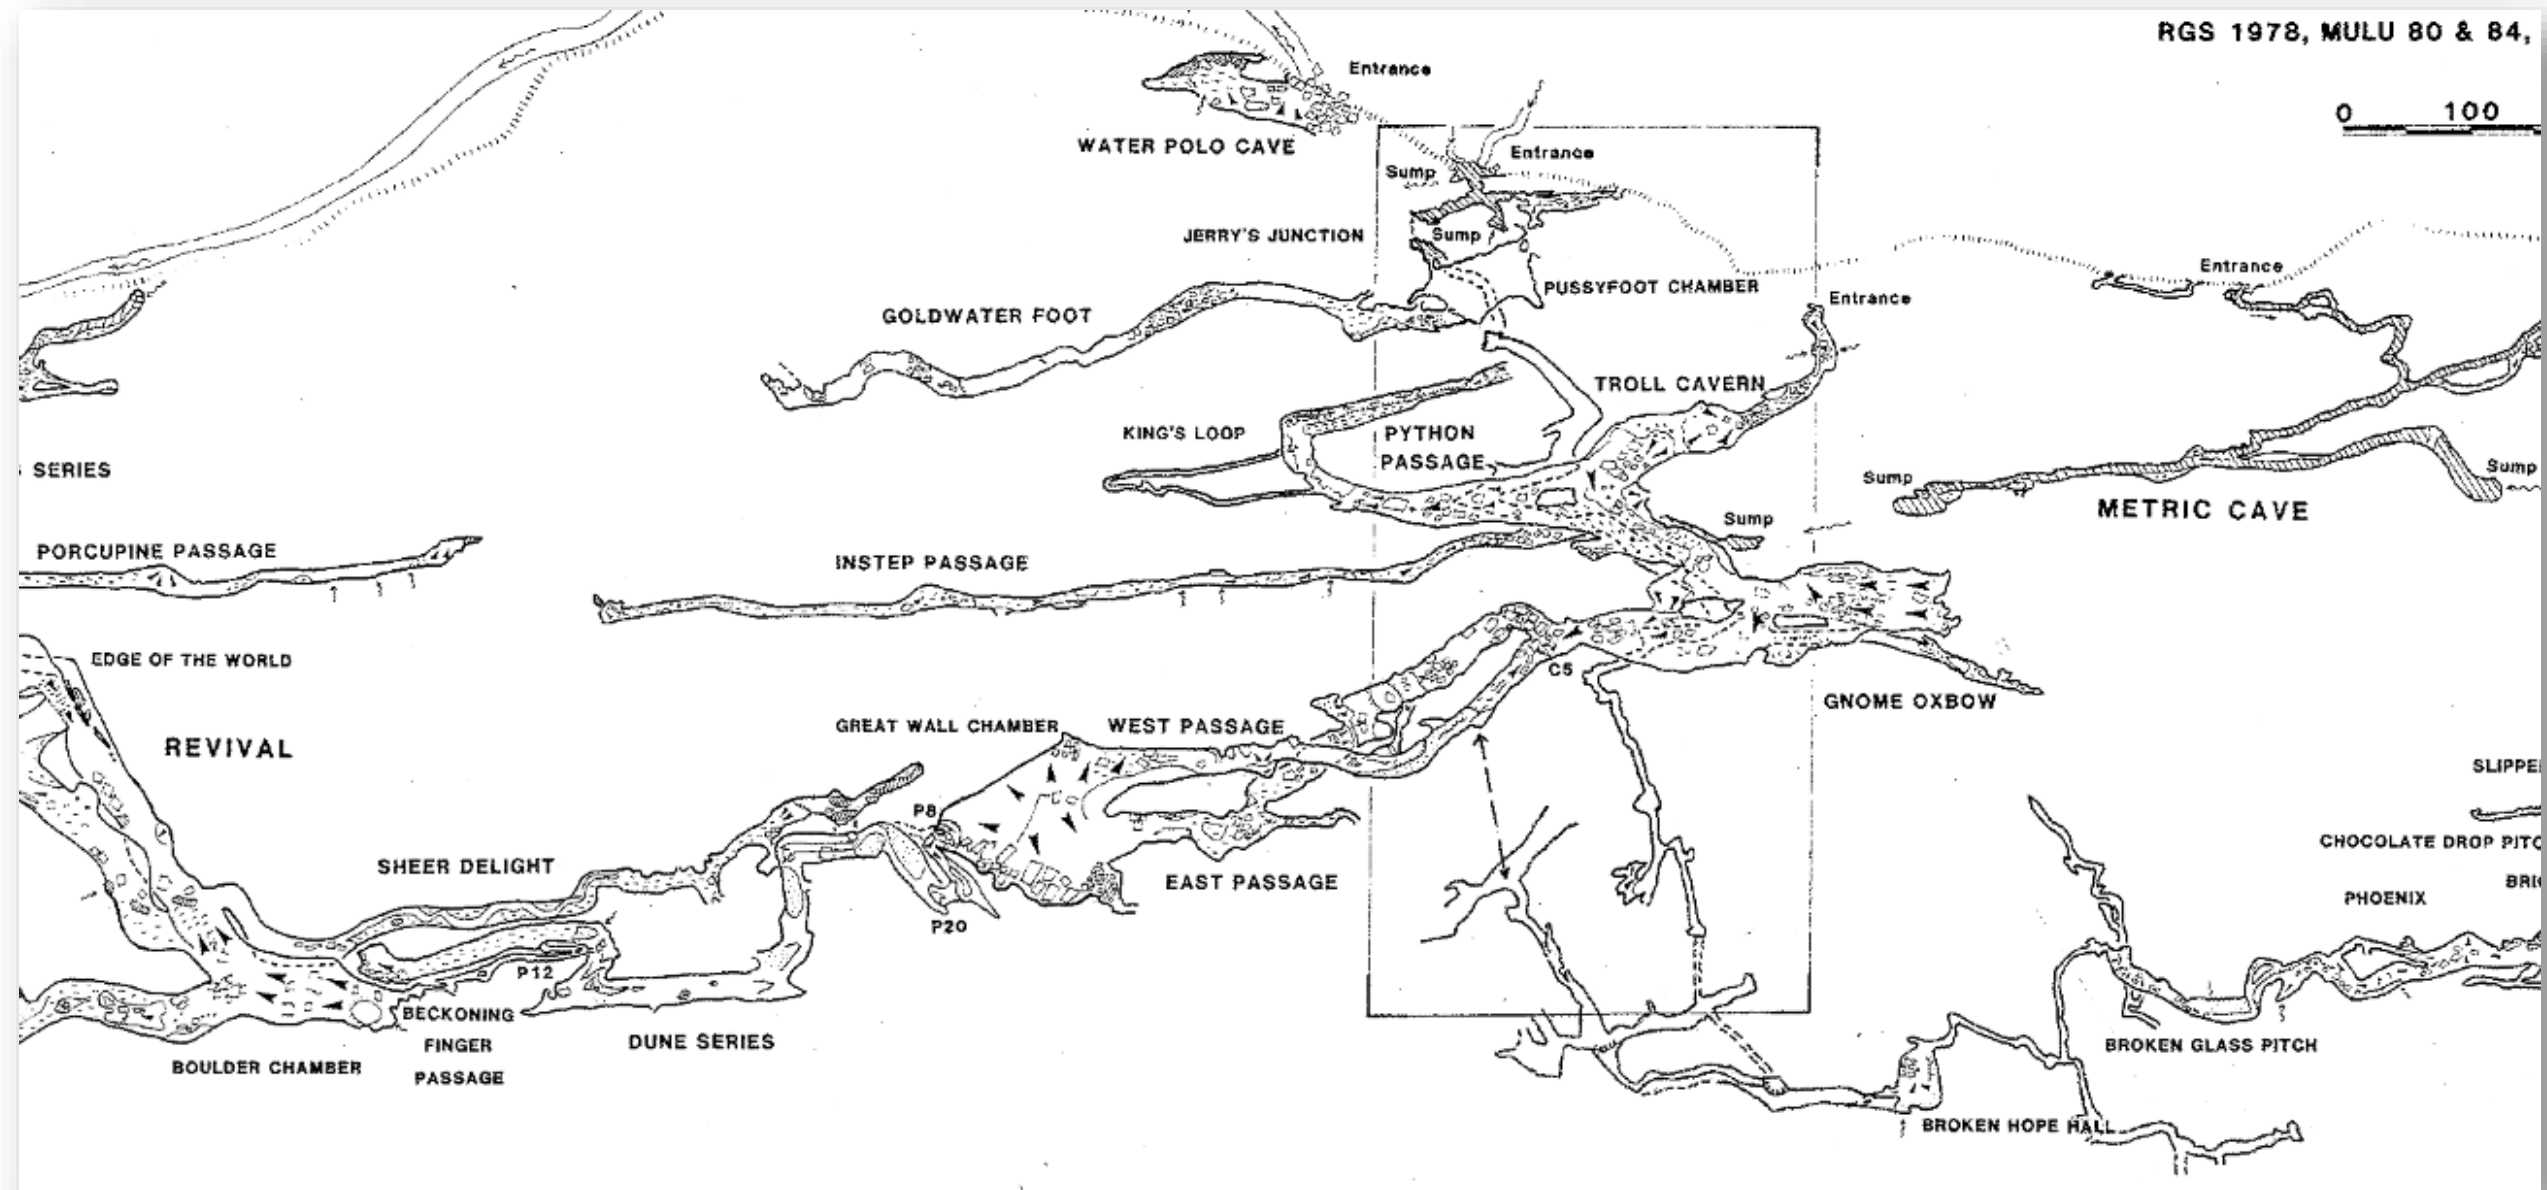 RGS 1978, MULU 80 & 84,
0 100
Entrance
WATER POLO CAVE
Entrance
Sump
Sump
JERRY'S JUNCTION
PUSSYFOOT CHAMBER
Entrance
Entrance
GOLDWATER FOOT
TROLL CAVERN
KING'S LOOP
PYTHON
PASSAGE
SERIES
Sump
Sump
METRIC CAVE
Sump
PORCUPINE PASSAGE
INSTEP PASSAGE
EDGE OF THE WORLD
C5
GNOME OXBOW
REVIVAL
GREAT WALL CHAMBER
WEST PASSAGE
SLIPPE
P8
CHOCOLATE DROP PITC
SHEER DELIGHT
EAST PASSAGE
BRI
PHOENIX
P20
P12
BECKONING
FINGER
PASSAGE
DUNE SERIES
BOULDER CHAMBER
BROKEN GLASS PITCH
BROKEN HOPE HALL